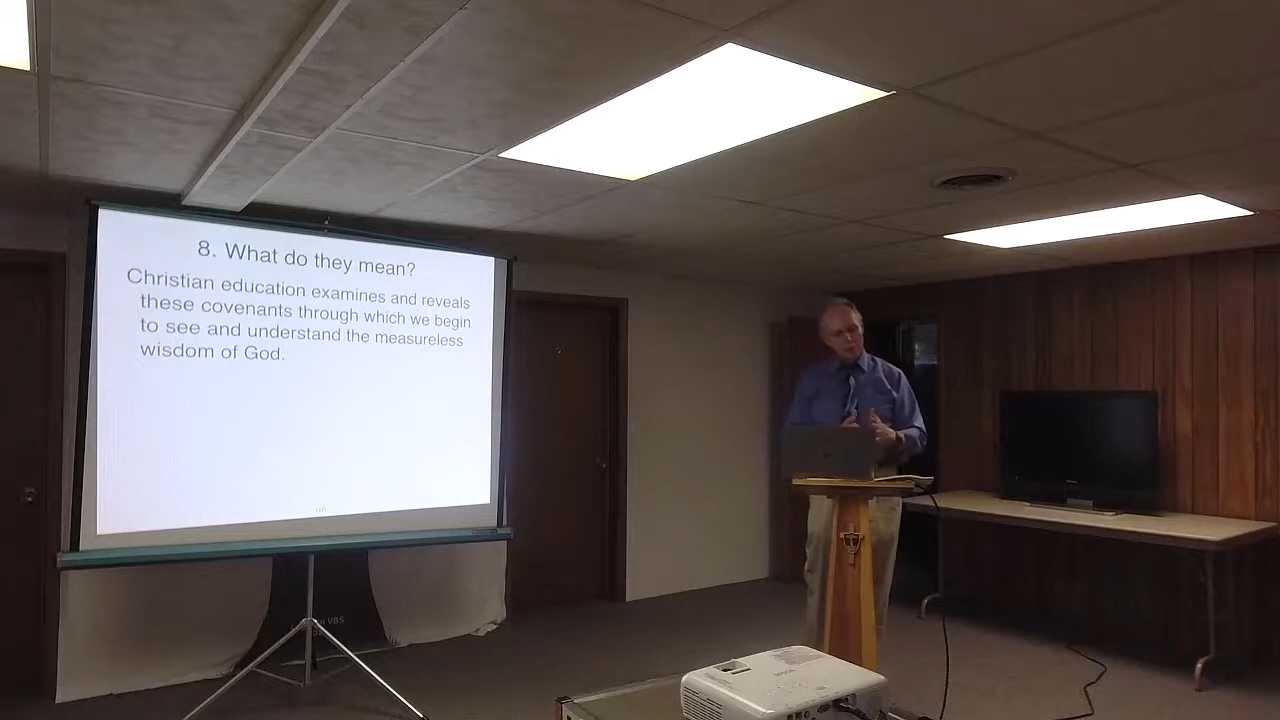 8. What do they mean?
Christian education examines and reveals
these covenants through which we begin
to see and understand the measureless
wisdom of God.
VBS